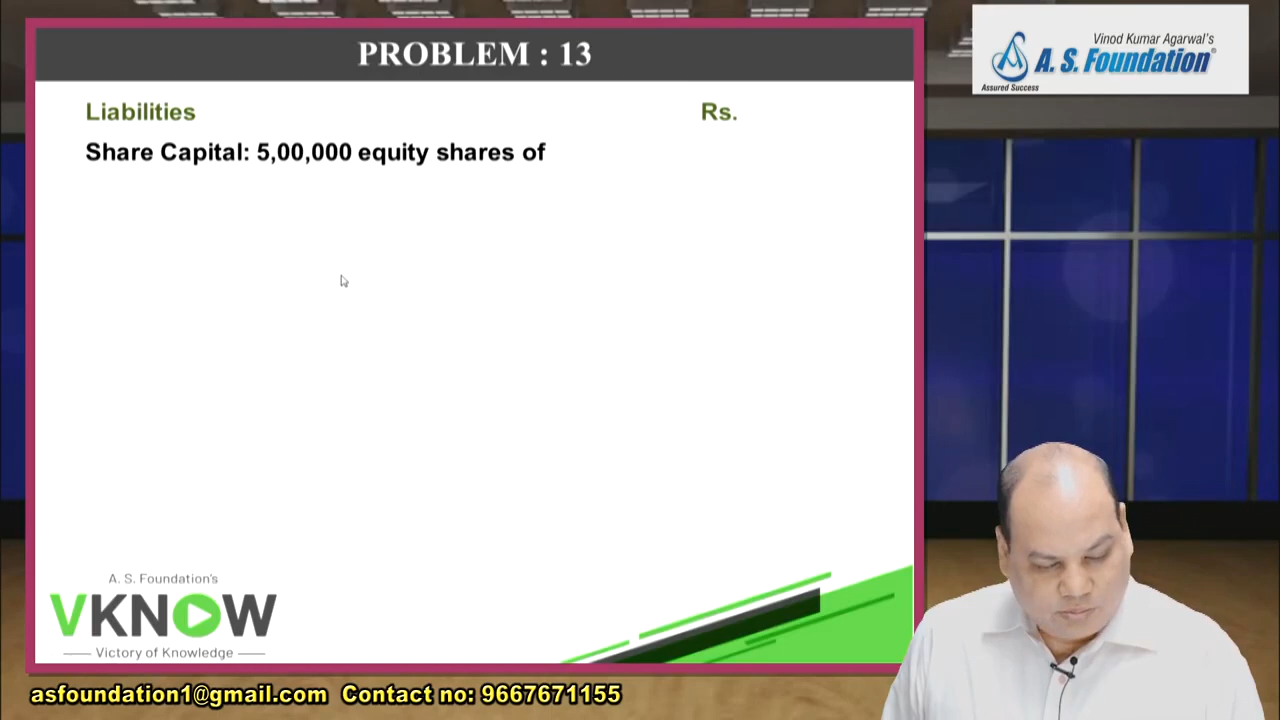 PROBLEM : 13
Vinod Kumar Agarwal's
A. S. Foundation®
Assured Success
Liabilities Rs.
Share Capital: 5,00,000 equity shares of
A. S. Foundation's
VKNOW
Victory of Knowledge
asfoundation1@gmail.com Contact no: 9667671155